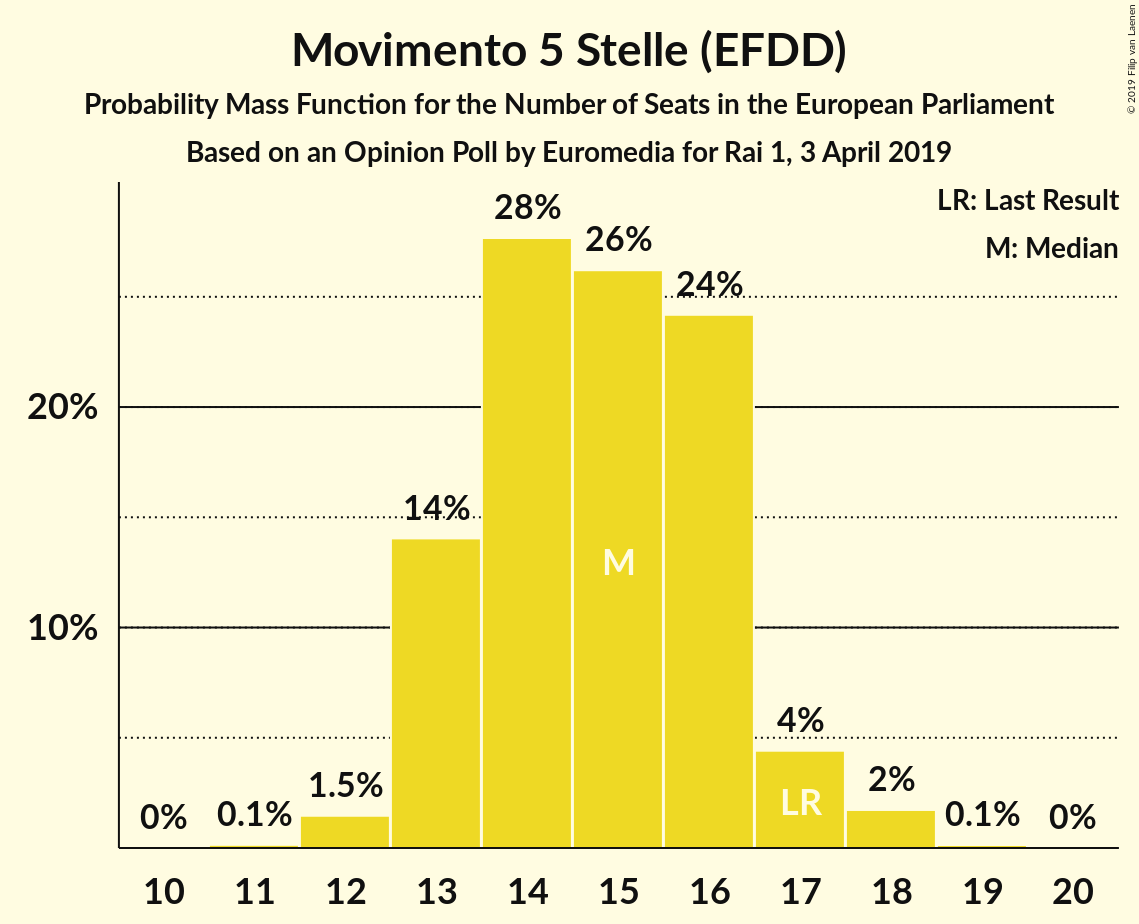 Movimento 5 Stelle (EFDD)
Probability Mass Function for the Number of Seats in the European Parliament
Based on an Opinion Poll by Euromedia for Rai 1, 3 April 2019
© 2019 Filip van Laenen
LR: Last Result
M: Median
28%
26%
24%
20%
14%
M
10%
4%
LR
2%
1.5%
0%
0.1%
0.1%
0%
10 11 12 13 14 15 16 17 18 19 20